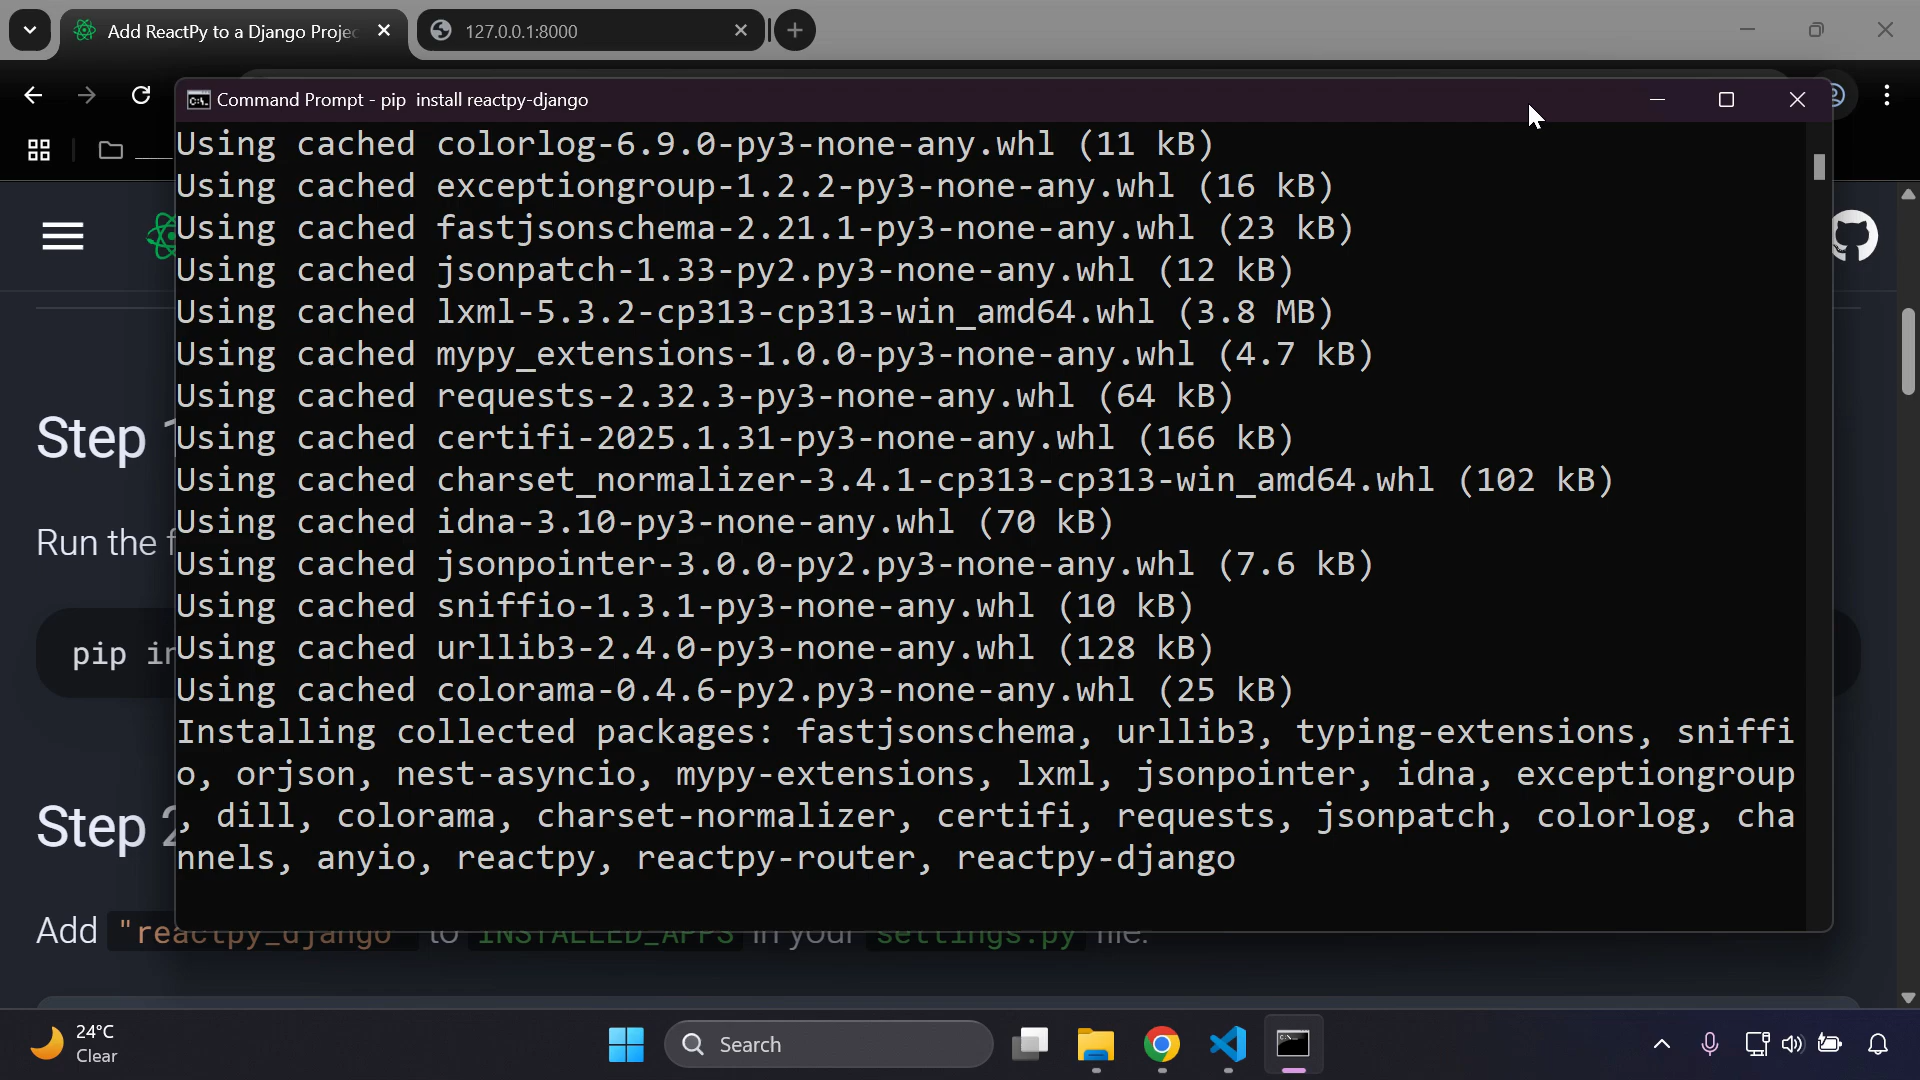 Add ReactPy to a Django Projec
127.0.0.1:8000
Command Prompt - pip  install reactpy-django
Using cached colorlog-6.9.0-py3-none-any.whl (11 kB)
Using cached exceptiongroup-1.2.2-py3-none-any.whl (16 kB)
Using cached fastjsonschema-2.21.1-py3-none-any.whl (23 kB)
Using cached jsonpatch-1.33-py2.py3-none-any.whl (12 kB)
Using cached lxml-5.3.2-cp313-cp313-win_amd64.whl (3.8 MB)
Using cached mypy_extensions-1.0.0-py3-none-any.whl (4.7 kB)
Using cached requests-2.32.3-py3-none-any.whl (64 kB)
Using cached certifi-2025.1.31-py3-none-any.whl (166 kB)
Using cached charset_normalizer-3.4.1-cp313-cp313-win_amd64.whl (102 kB)
Using cached idna-3.10-py3-none-any.whl (70 kB)
Using cached jsonpointer-3.0.0-py2.py3-none-any.whl (7.6 kB)
Using cached sniffio-1.3.1-py3-none-any.whl (10 kB)
Using cached urllib3-2.4.0-py3-none-any.whl (128 kB)
Using cached colorama-0.4.6-py2.py3-none-any.whl (25 kB)
Installing collected packages: fastjsonschema, urllib3, typing-extensions, sniffi
o, orjson, nest-asyncio, mypy-extensions, lxml, jsonpointer, idna, exceptiongroup
, dill, colorama, charset-normalizer, certifi, requests, jsonpatch, colorlog, cha
nnels, anyio, reactpy, reactpy-router, reactpy-django
Step 1
Run the f
pip in
Step 2
Add "reactpy_django" to INSTALLED_APPS in your settings.py file.
24°C
Clear
Search